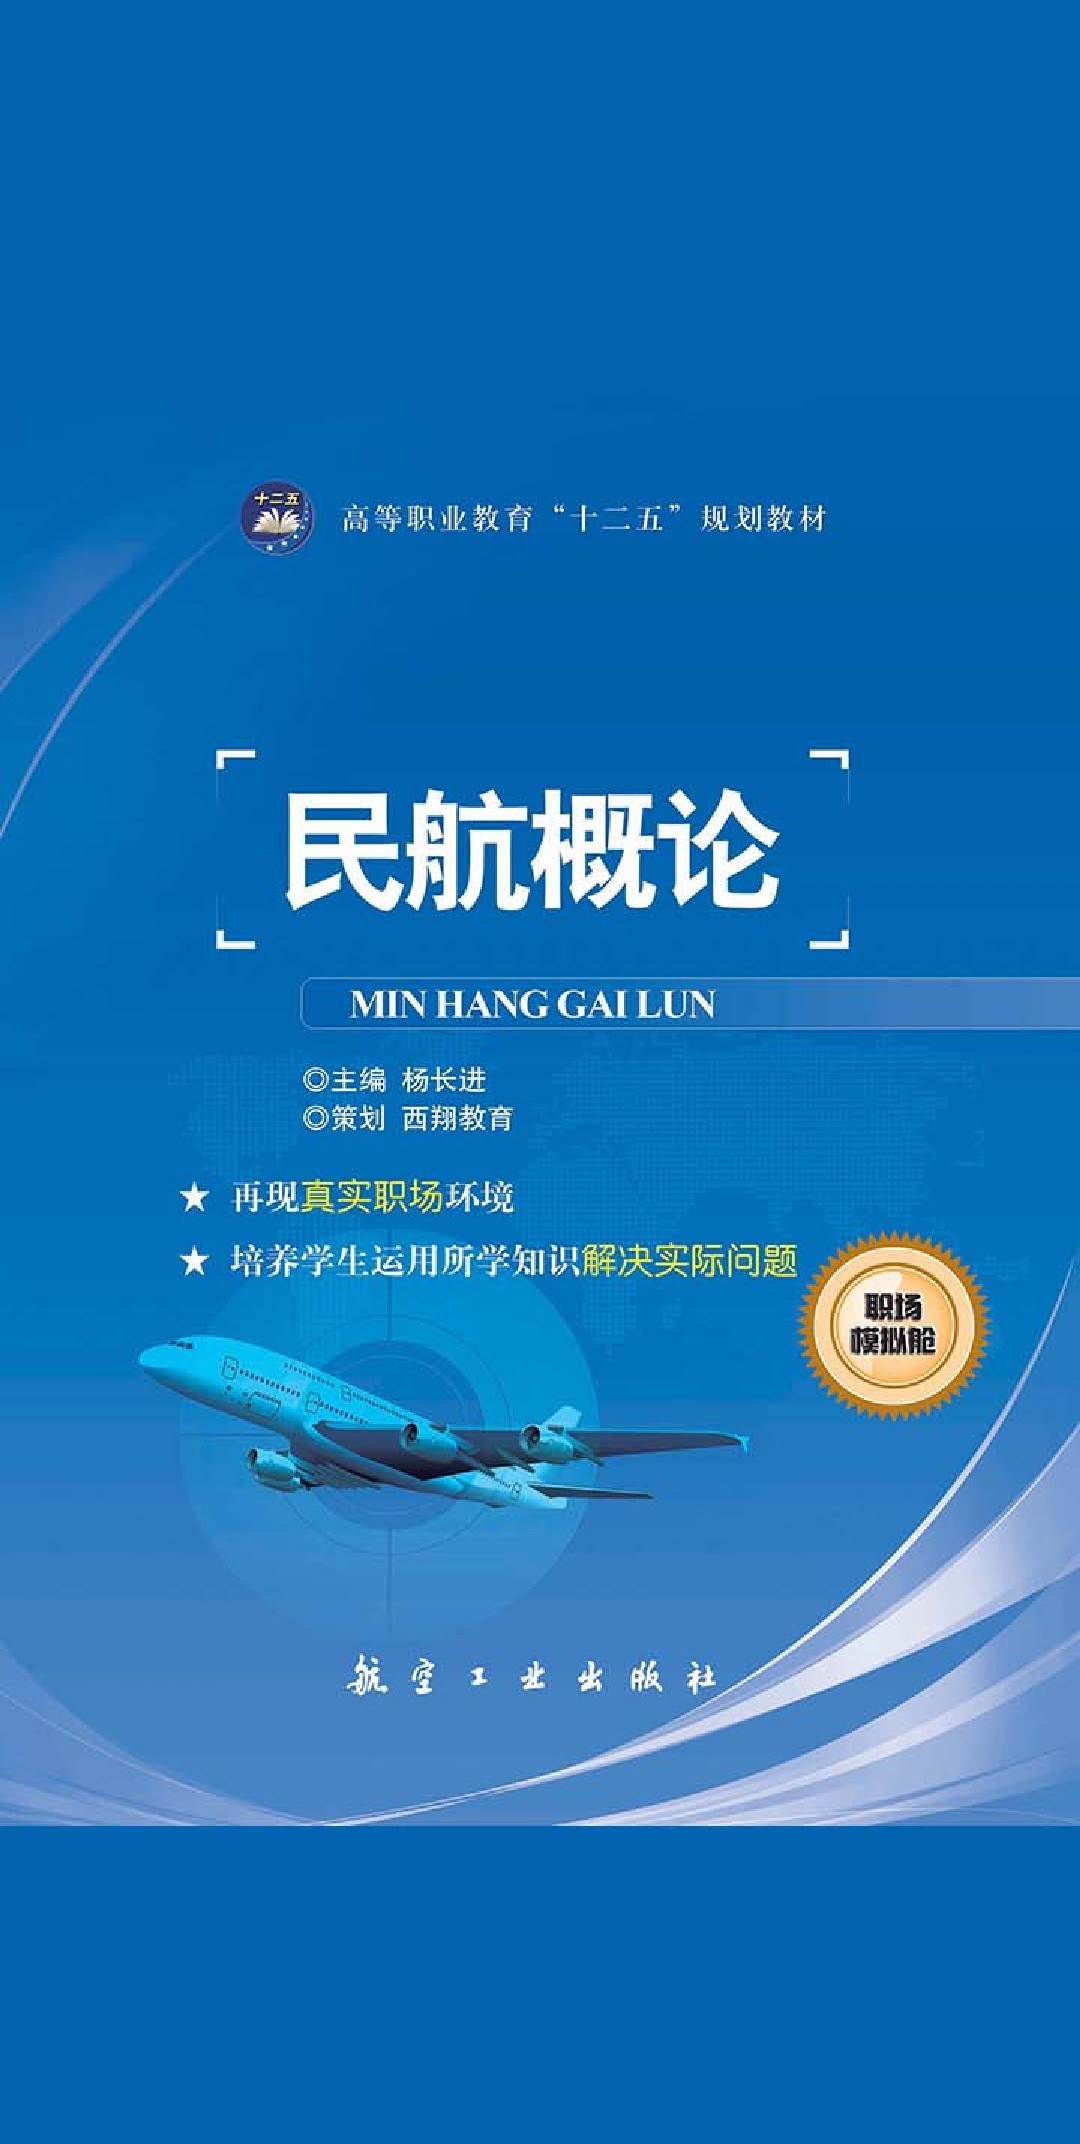 十二五
高等职业教育“十二五”规划教材
民航概论
MIN HANG GAI LUN
◎主编 杨长进
◎策划 西翔教育
★ 再现真实职场环境
★ 培养学生运用所学知识解决实际问题
职场
模拟舱
航空工业出版社